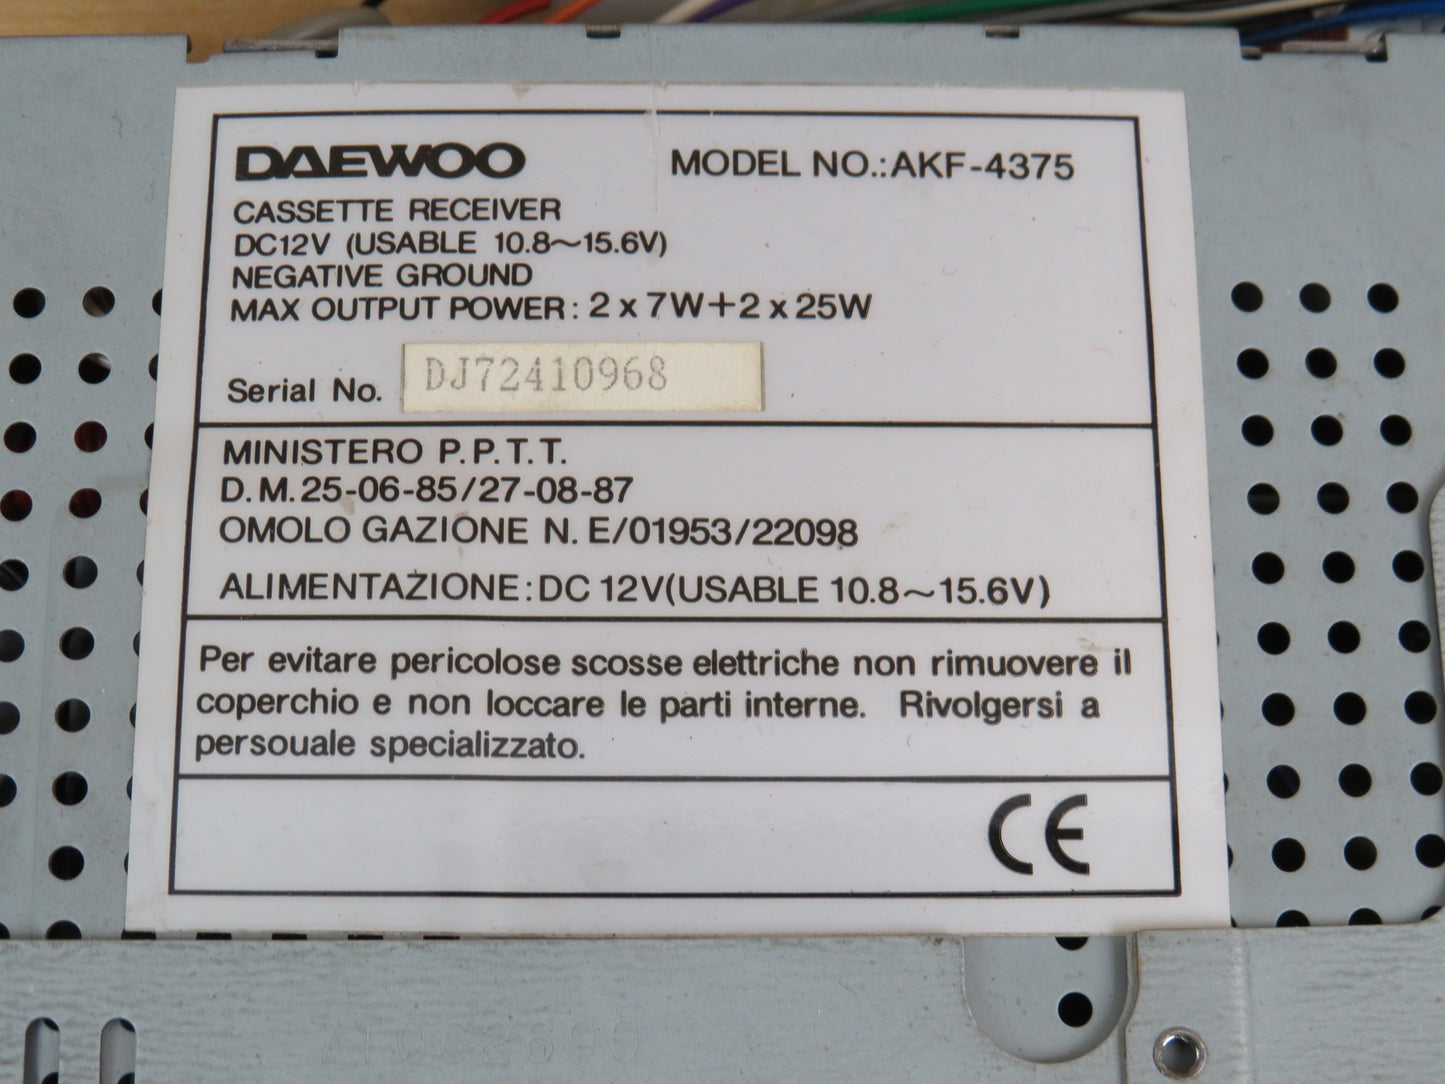 DAEWOO MODEL NO.:AKF-4375
CASSETTE RECEIVER
DC12V (USABLE 10.8~15.6V)
NEGATIVE GROUND
MAX OUTPUT POWER: 2 x 7W+2 x 25W
Serial No. DJ72410968
MINISTERO P.P.T.T.
D.M.25-06-85/27-08-87
OMOLO GAZIONE N. E/01953/22098
ALIMENTAZIONE:DC 12V(USABLE 10.8~15.6V)
Per evitare pericolose scosse elettriche non rimuovere il
coperchio e non loccare le parti interne. Rivolgersi a
persouale specializzato.
CE